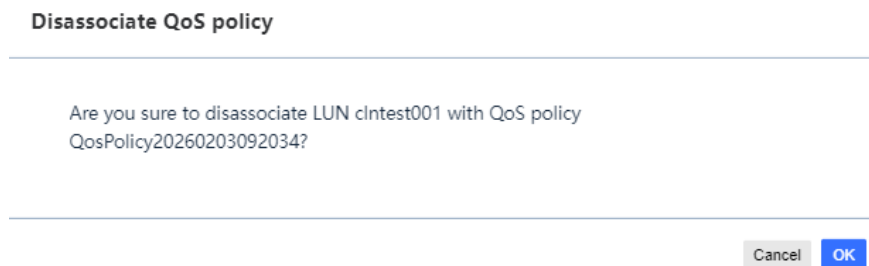 Disassociate QoS policy
Are you sure to disassociate LUN clntest001 with QoS policy
QosPolicy20260203092034?
Cancel OK